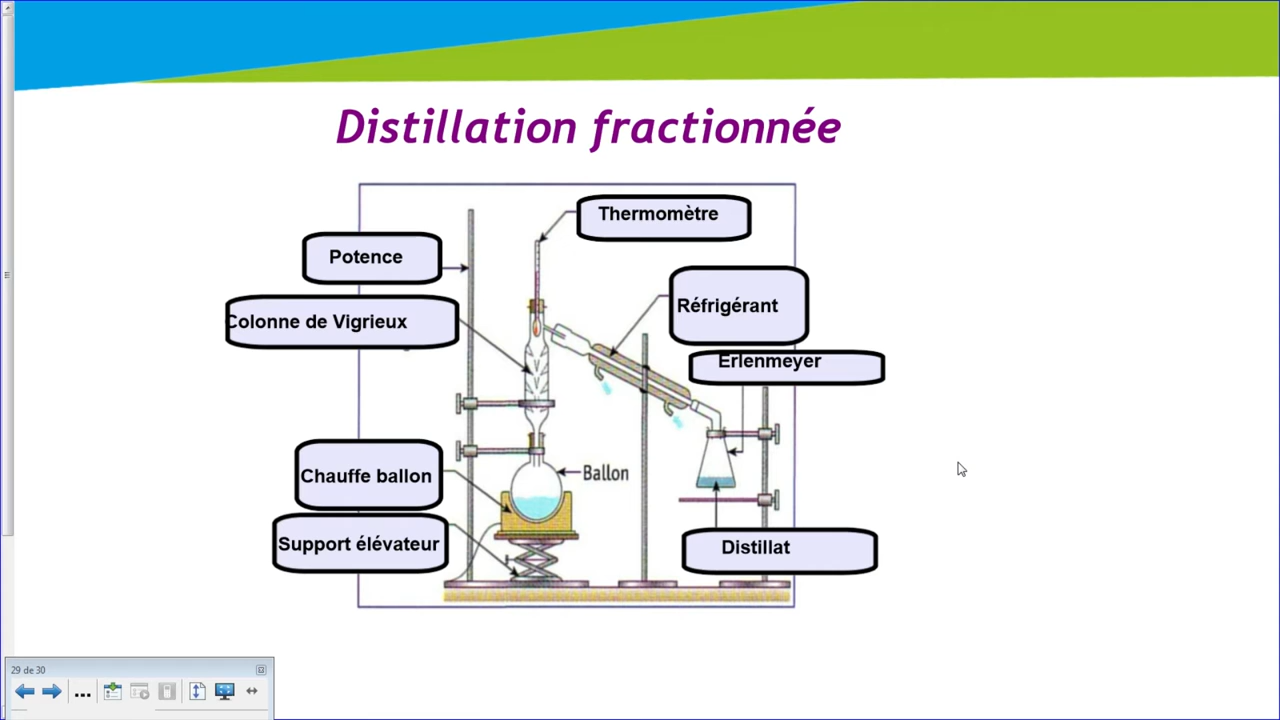 Distillation fractionnée
Thermomètre
Potence
Réfrigérant
Colonne de Vigrieux
Erlenmeyer
Chauffe ballon
Ballon
Support élévateur
Distillat
29 de 30